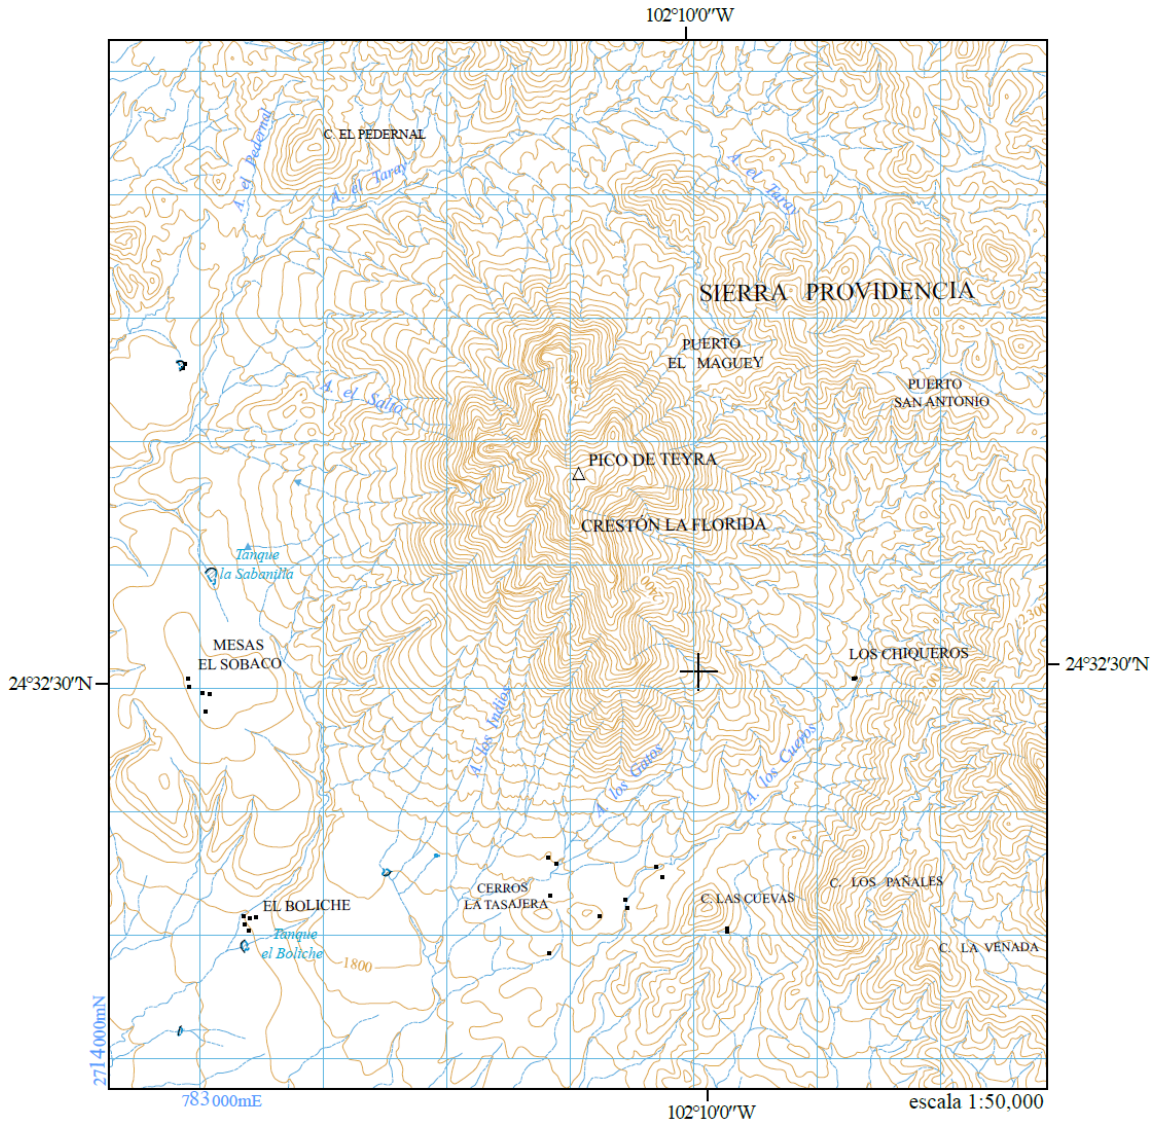 102°10'0''W
C. EL PEDERNAL
A. el Pedernal
A. el Taray
A. el Taray
SIERRA PROVIDENCIA
PUERTO
EL MAGUEY
PUERTO
SAN ANTONIO
A. el Salto
PICO DE TEYRA
CRESTÓN LA FLORIDA
Tanque
la Sabanilla
2400
2300
MESAS
EL SOBACO
LOS CHIQUEROS
24°32'30''N
24°32'30''N
A. los Indios
A. los Gatos
A. los Cueros
CERROS
LA TASAJERA
C. LAS CUEVAS
C. LOS PAÑALES
EL BOLICHE
Tanque
el Boliche
C. LA VENADA
1800
2714000mN
783000mE
102°10'0''W
escala 1:50,000